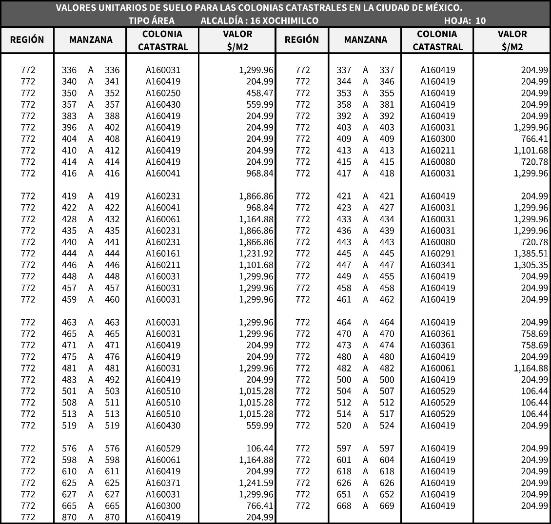 VALORES UNITARIOS DE SUELO PARA LAS COLONIAS CATASTRALES EN LA CIUDAD DE MÉXICO.
TIPO ÁREA ALCALDÍA : 16 XOCHIMILCO HOJA: 10
REGIÓN MANZANA COLONIA CATASTRAL VALOR $/M2 REGIÓN MANZANA COLONIA CATASTRAL VALOR $/M2
772 336 A 336 A160031 1,299.96 772 337 A 337 A160419 204.99
772 340 A 341 A160419 204.99 772 344 A 346 A160419 204.99
772 350 A 352 A160250 458.47 772 353 A 355 A160419 204.99
772 357 A 357 A160430 559.99 772 358 A 381 A160419 204.99
772 383 A 388 A160419 204.99 772 392 A 392 A160419 204.99
772 396 A 402 A160419 204.99 772 403 A 403 A160031 1,299.96
772 404 A 408 A160419 204.99 772 409 A 409 A160300 766.41
772 410 A 412 A160419 204.99 772 413 A 413 A160211 1,101.68
772 414 A 414 A160419 204.99 772 415 A 415 A160080 720.78
772 416 A 416 A160041 968.84 772 417 A 418 A160031 1,299.96
772 419 A 419 A160231 1,866.86 772 421 A 421 A160419 204.99
772 422 A 422 A160041 968.84 772 423 A 427 A160031 1,299.96
772 428 A 432 A160061 1,164.88 772 433 A 434 A160031 1,299.96
772 435 A 435 A160231 1,866.86 772 436 A 439 A160031 1,299.96
772 440 A 441 A160231 1,866.86 772 443 A 443 A160080 720.78
772 444 A 444 A160161 1,231.92 772 445 A 445 A160291 1,385.51
772 446 A 446 A160211 1,101.68 772 447 A 447 A160341 1,305.35
772 448 A 448 A160031 1,299.96 772 449 A 455 A160419 204.99
772 457 A 457 A160031 1,299.96 772 458 A 458 A160419 204.99
772 459 A 460 A160031 1,299.96 772 461 A 462 A160419 204.99
772 463 A 463 A160031 1,299.96 772 464 A 464 A160419 204.99
772 465 A 465 A160031 1,299.96 772 470 A 470 A160361 758.69
772 471 A 471 A160419 204.99 772 473 A 474 A160361 758.69
772 475 A 476 A160419 204.99 772 480 A 480 A160419 204.99
772 481 A 481 A160031 1,299.96 772 482 A 482 A160061 1,164.88
772 483 A 492 A160419 204.99 772 500 A 500 A160419 204.99
772 501 A 503 A160510 1,015.28 772 504 A 507 A160529 106.44
772 508 A 511 A160510 1,015.28 772 512 A 512 A160529 106.44
772 513 A 513 A160510 1,015.28 772 514 A 517 A160529 106.44
772 519 A 519 A160430 559.99 772 520 A 524 A160419 204.99
772 576 A 576 A160529 106.44 772 597 A 597 A160419 204.99
772 598 A 598 A160061 1,164.88 772 601 A 604 A160419 204.99
772 610 A 611 A160419 204.99 772 618 A 618 A160419 204.99
772 625 A 625 A160371 1,241.59 772 626 A 626 A160419 204.99
772 627 A 627 A160031 1,299.96 772 651 A 652 A160419 204.99
772 665 A 665 A160300 766.41 772 668 A 669 A160419 204.99
772 870 A 870 A160419 204.99